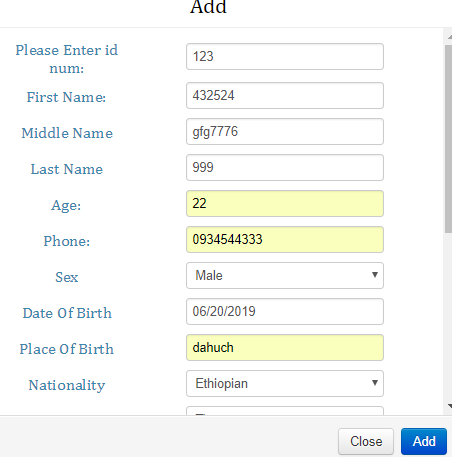 Add
Please Enter id
num:
123
First Name:
432524
Middle Name
gfg7776
Last Name
999
Age:
22
Phone:
0934544333
Sex
Male
Date Of Birth
06/20/2019
Place Of Birth
dahuch
Nationality
Ethiopian
Close
Add